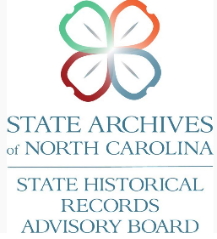 STATE ARCHIVES
of NORTH CAROLINA
STATE HISTORICAL
RECORDS
ADVISORY BOARD